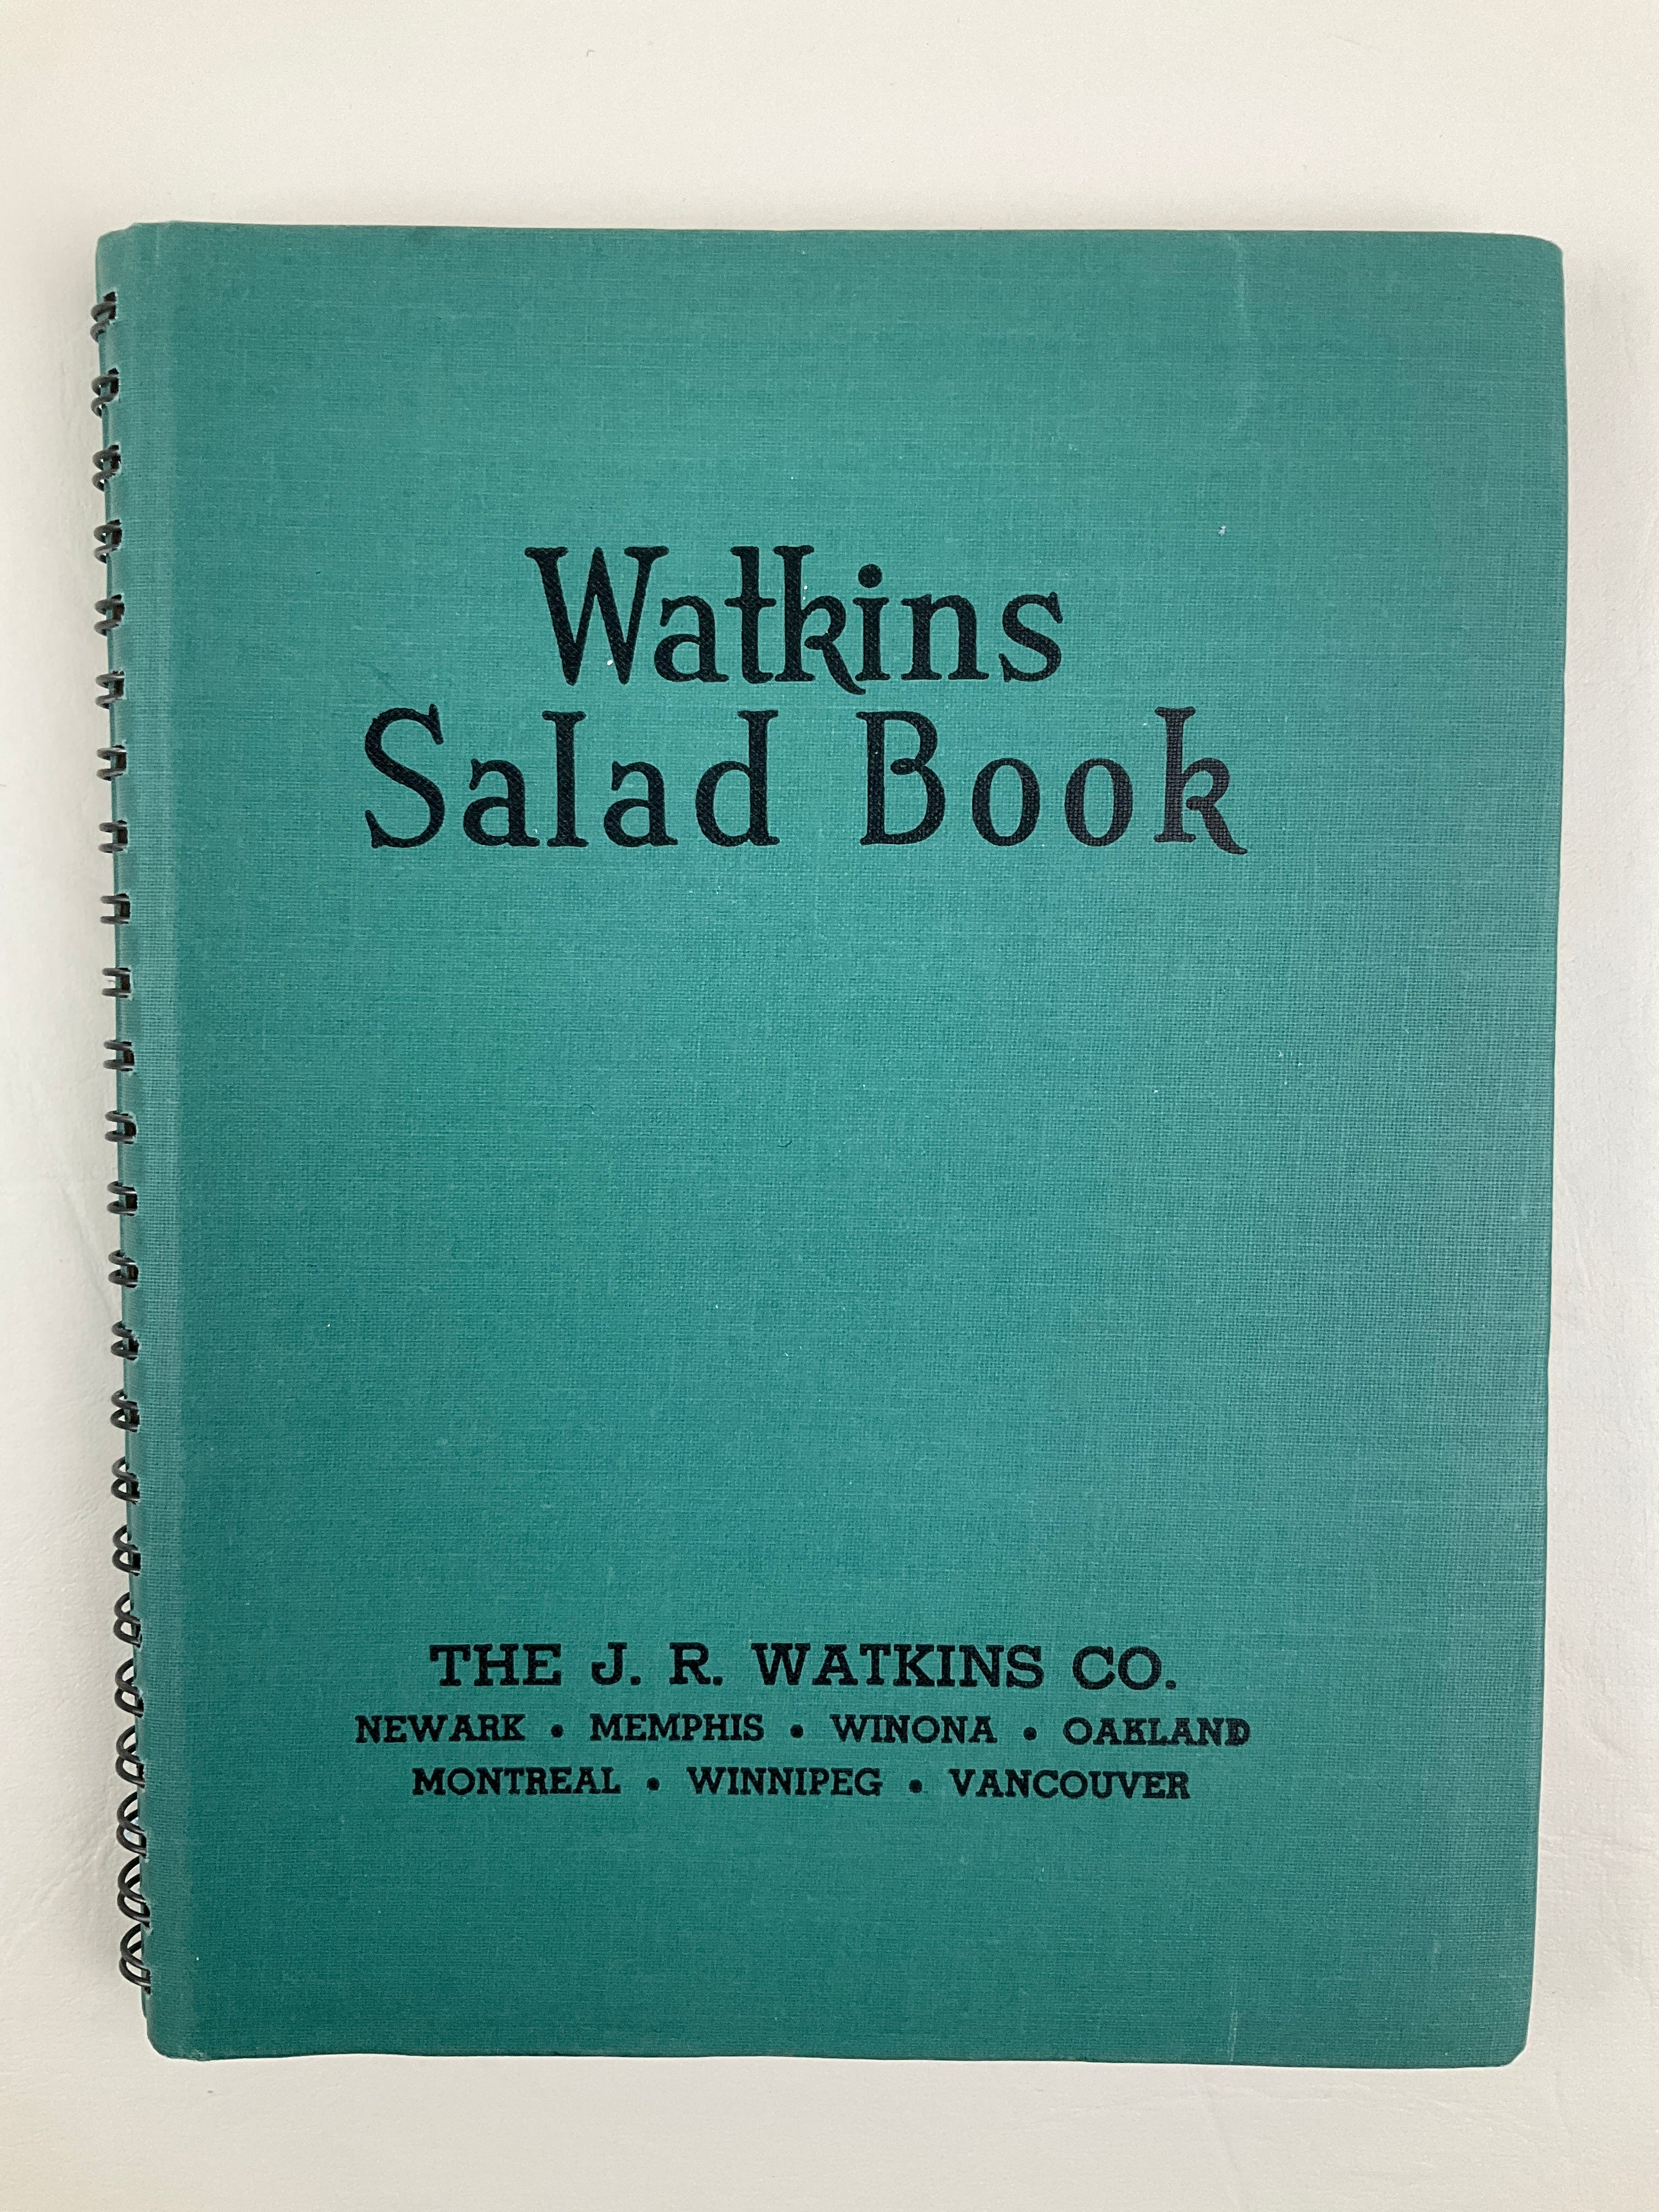 Watkins
Salad Book
THE J. R. WATKINS CO.
NEWARK • MEMPHIS • WINONA • OAKLAND
MONTREAL • WINNIPEG • VANCOUVER